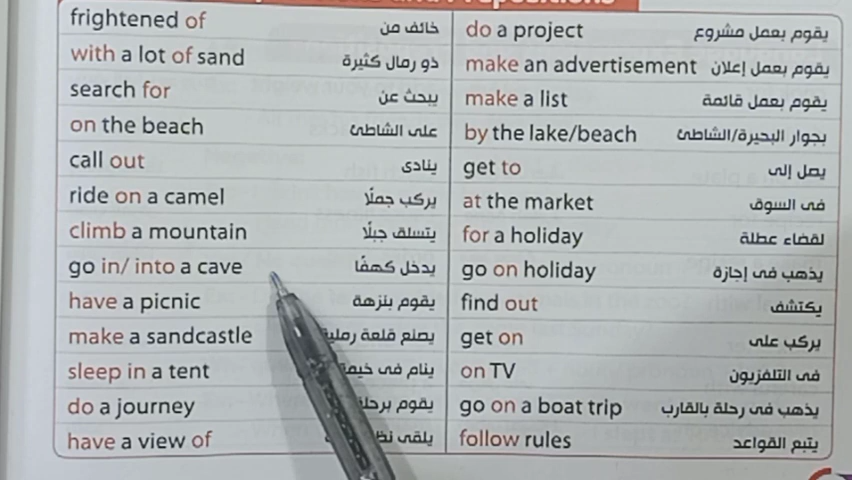 and Prepositions
frightened of خائف من
with a lot of sand ذو رمال كثيرة
search for يبحث عن
on the beach على الشاطئ
call out ينادى
ride on a camel يركب جملًا
climb a mountain يتسلق جبلًا
go in/ into a cave يدخل كهفًا
have a picnic يقوم بنزهة
make a sandcastle يصنع قلعة رملية
sleep in a tent ينام فى
do a journey يقوم
have a view of يلقى
do a project يقوم بعمل مشروع
make an advertisement يقوم بعمل إعلان
make a list يقوم بعمل قائمة
by the lake/beach بجوار البحيرة/الشاطئ
get to يصل إلى
at the market فى السوق
for a holiday لقضاء عطلة
go on holiday يذهب فى إجازة
find out يكتشف
get on يركب على
on TV فى التلفزيون
go on a boat trip يذهب فى رحلة بالقارب
follow rules يتبع القواعد